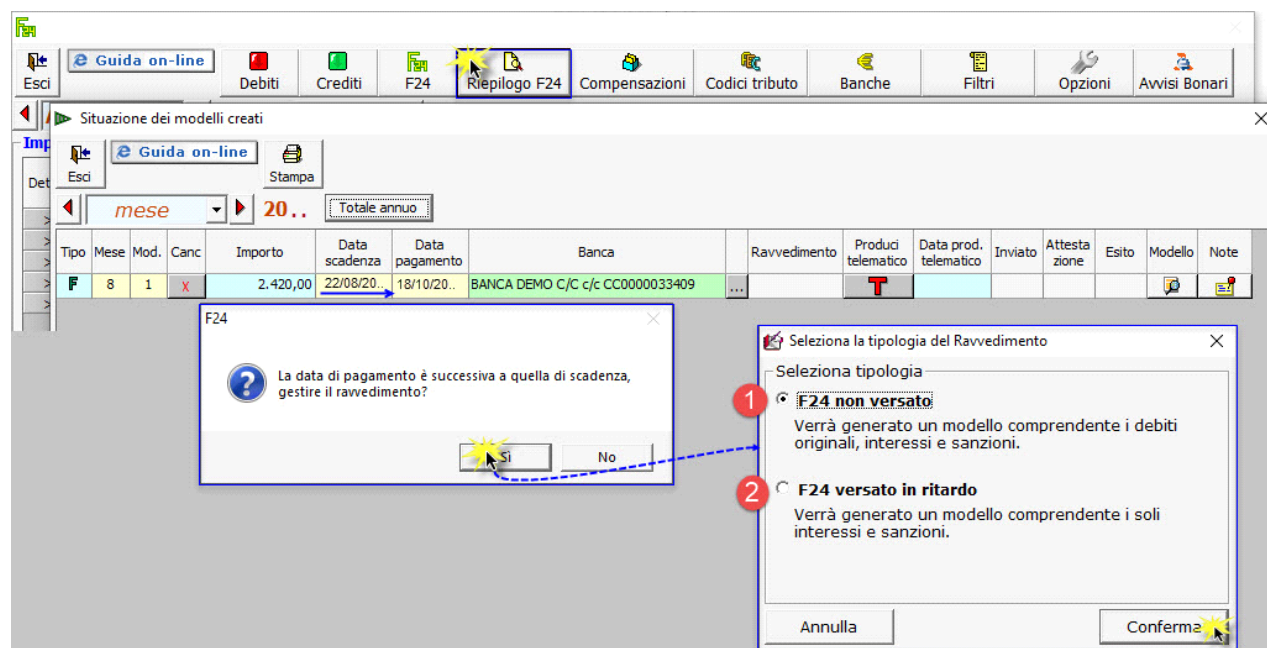 F24
Esci
Guida on-line
Debiti
Crediti
F24
Riepilogo F24
Compensazioni
Codici tributo
Banche
Filtri
Opzioni
Avvisi Bonari
Imp
Det
Situazione dei modelli creati
Esci
Guida on-line
Stampa
mese
20..
Totale annuo
Tipo Mese Mod. Canc Importo Data scadenza Data pagamento Banca Ravvedimento Produci telematico Data prod. telematico Inviato Attesta zione Esito Modello Note
F 8 1 X 2.420,00 22/08/20.. 18/10/20.. BANCA DEMO C/C c/c CC0000033409 ... T
F24
La data di pagamento è successiva a quella di scadenza,
gestire il ravvedimento?
Sì
No
Seleziona la tipologia del Ravvedimento
Seleziona tipologia
1
F24 non versato
Verrà generato un modello comprendente i debiti
originali, interessi e sanzioni.
2
F24 versato in ritardo
Verrà generato un modello comprendente i soli
interessi e sanzioni.
Annulla
Conferma